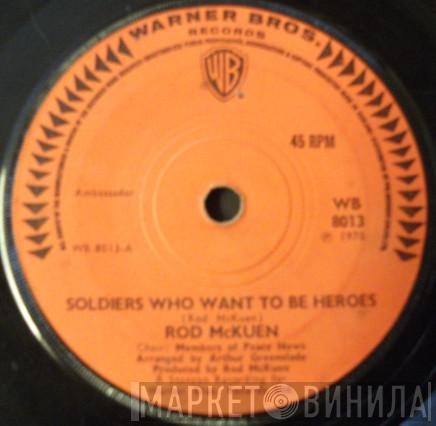 WARNER BROS.
RECORDS
WB
45 RPM
Ambassador
WB
8013
℗ 1970
WB 8013-A
SOLDIERS WHO WANT TO BE HEROES
(Rod McKuen)
ROD McKUEN
Choir: Members of Peace News
Arranged by Arthur Greenslade
Produced by Rod McKuen
МАРКЕТ ВИНИЛА